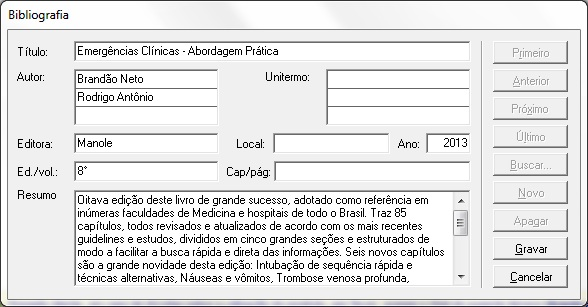 Bibliografia
Título: Emergências Clínicas - Abordagem Prática Primeiro
Autor: Brandão Neto Unitermo: Anterior
Rodrigo Antônio Próximo
Editora: Manole Local: Ano: 2013 Último
Ed./vol.: 8° Cap/pág: Buscar...
Resumo Novo
Oitava edição deste livro de grande sucesso, adotado como referência em
inúmeras faculdades de Medicina e hospitais de todo o Brasil. Traz 85
capítulos, todos revisados e atualizados de acordo com os mais recentes Apagar
guidelines e estudos, divididos em cinco grandes seções e estruturados de
modo a facilitar a busca rápida e direta das informações. Seis novos capítulos Gravar
são a grande novidade desta edição: Intubação de sequência rápida e
técnicas alternativas, Náuseas e vômitos, Trombose venosa profunda, Cancelar